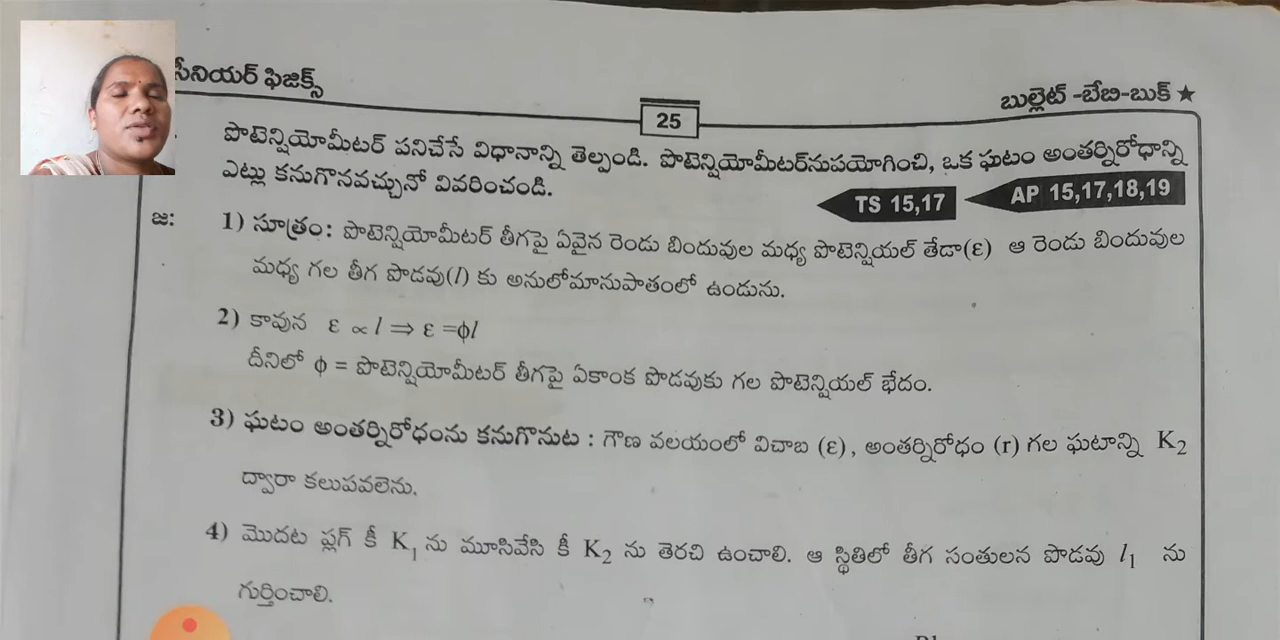 సీనియర్ ఫిజిక్స్
25
బుల్లెట్ -బేబి-బుక్ ★
పొటెన్షియోమీటర్ పనిచేసే విధానాన్ని తెల్పండి. పొటెన్షియోమీటర్‌నుపయోగించి, ఒక ఘటం అంతర్నిరోధాన్ని
ఎట్లు కనుగొనవచ్చునో వివరించండి.
TS 15,17
AP 15,17,18,19
జ:
1) సూత్రం: పొటెన్షియోమీటర్ తీగపై ఏవైన రెండు బిందువుల మధ్య పొటెన్షియల్ తేడా(ε) ఆ రెండు బిందువుల
మధ్య గల తీగ పొడవు(l) కు అనులోమానుపాతంలో ఉండును.
2) కావున ε ∝ l ⇒ ε =ϕl
దీనిలో ϕ = పొటెన్షియోమీటర్ తీగపై ఏకాంక పొడవుకు గల పొటెన్షియల్ భేదం.
3) ఘటం అంతర్నిరోధంను కనుగొనుట : గౌణ వలయంలో విచాబ (ε), అంతర్నిరోధం (r) గల ఘటాన్ని K₂
ద్వారా కలుపవలెను.
4) మొదట ప్లగ్ కీ K₁ ను మూసివేసి కీ K₂ ను తెరచి ఉంచాలి. ఆ స్థితిలో తీగ సంతులన పొడవు l₁ ను
గుర్తించాలి.